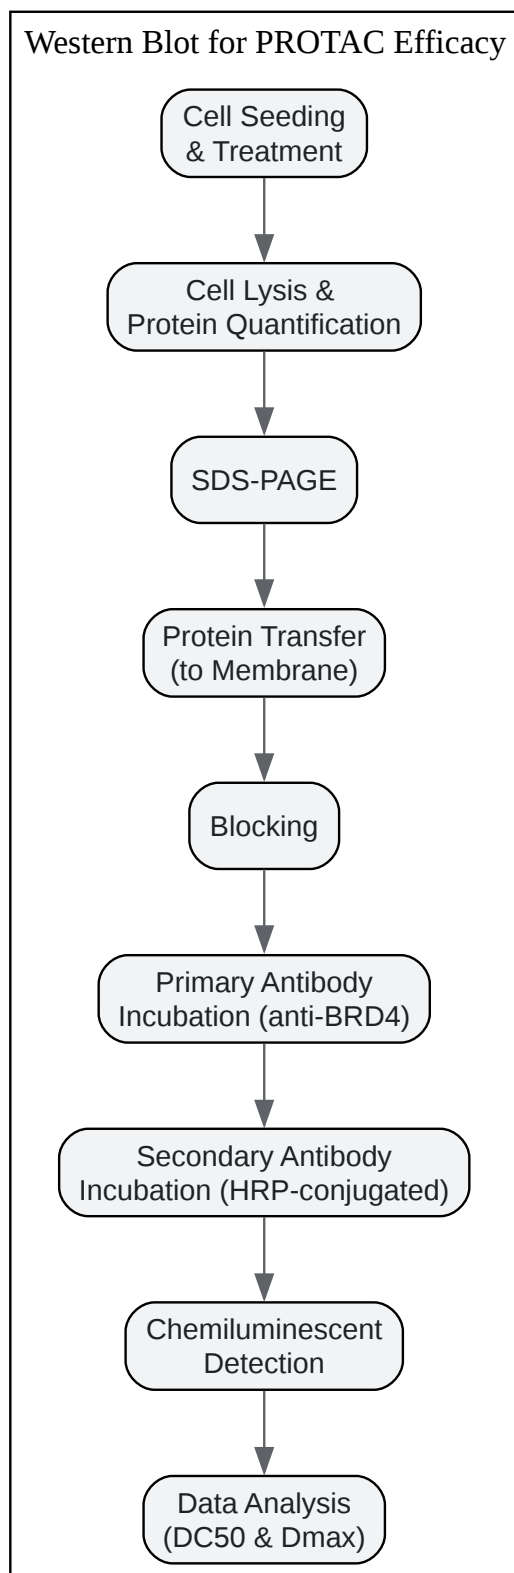 Western Blot for PROTAC Efficacy
Cell Seeding
& Treatment
Cell Lysis &
Protein Quantification
SDS-PAGE
Protein Transfer
(to Membrane)
Blocking
Primary Antibody
Incubation (anti-BRD4)
Secondary Antibody
Incubation (HRP-conjugated)
Chemiluminescent
Detection
Data Analysis
(DC50 & Dmax)